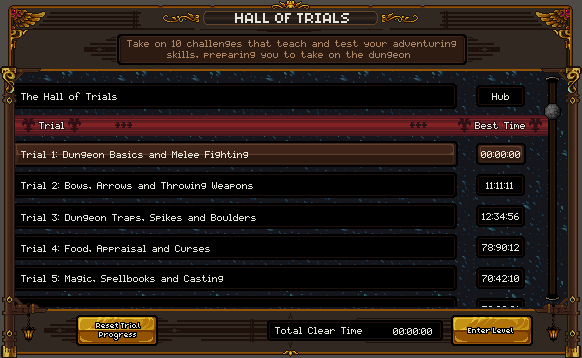 HALL OF TRIALS
Take on 10 challenges that teach and test your adventuring
skills, preparing you to take on the dungeon
The Hall of Trials Hub
Trial Best Time
Trial 1: Dungeon Basics and Melee Fighting 00:00:00
Trial 2: Bows, Arrows and Throwing Weapons 11:11:11
Trial 3: Dungeon Traps, Spikes and Boulders 12:34:56
Trial 4: Food, Appraisal and Curses 78:90:12
Trial 5: Magic, Spellbooks and Casting 70:42:10
Reset Trial
Progress
Total Clear Time 00:00:00
Enter Level